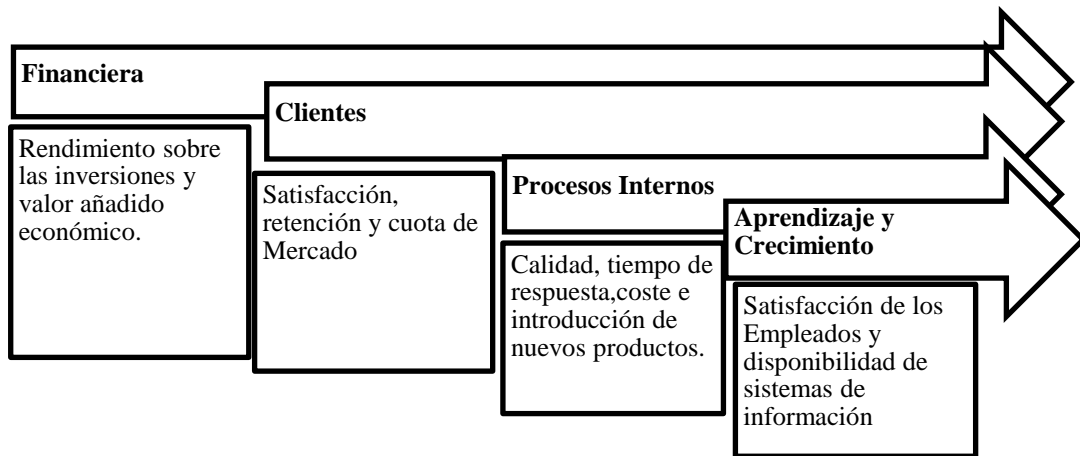 Financiera
Rendimiento sobre
las inversiones y
valor añadido
económico.
Clientes
Satisfacción,
retención y cuota de
Mercado
Procesos Internos
Calidad, tiempo de
respuesta,coste e
introducción de
nuevos productos.
Aprendizaje y
Crecimiento
Satisfacción de los
Empleados y
disponibilidad de
sistemas de
información